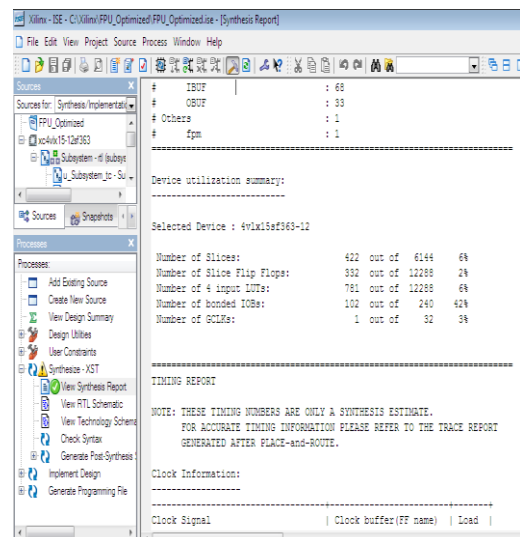 Xilinx - ISE - C:\Xilinx\FPU_Optimized\FPU_Optimized.ise - [Synthesis Report]
File Edit View Project Source Process Window Help
Sources
Sources for: Synthesis/Implementati
FPU_Optimized
xc4vlx15-12sf363
Subsystem - rtl (subsys
u_Subsystem_tc - Su
Sources Snapshots
Processes
Processes:
Add Existing Source
Create New Source
View Design Summary
Design Utilities
User Constraints
Synthesize - XST
View Synthesis Report
View RTL Schematic
View Technology Schema
Check Syntax
Generate Post-Synthesis S
Implement Design
Generate Programming File
# IBUF : 68
# OBUF : 33
# Others : 1
# fpm : 1
=========================================================================
Device utilization summary:
---------------------------
Selected Device : 4vlx15sf363-12
Number of Slices: 422 out of 6144 6%
Number of Slice Flip Flops: 332 out of 12288 2%
Number of 4 input LUTs: 781 out of 12288 6%
Number of bonded IOBs: 102 out of 240 42%
Number of GCLKs: 1 out of 32 3%
=========================================================================
TIMING REPORT
NOTE: THESE TIMING NUMBERS ARE ONLY A SYNTHESIS ESTIMATE.
FOR ACCURATE TIMING INFORMATION PLEASE REFER TO THE TRACE REPORT
GENERATED AFTER PLACE-and-ROUTE.
Clock Information:
------------------
-----------------------------------+------------------------+-------+
Clock Signal | Clock buffer(FF name) | Load |